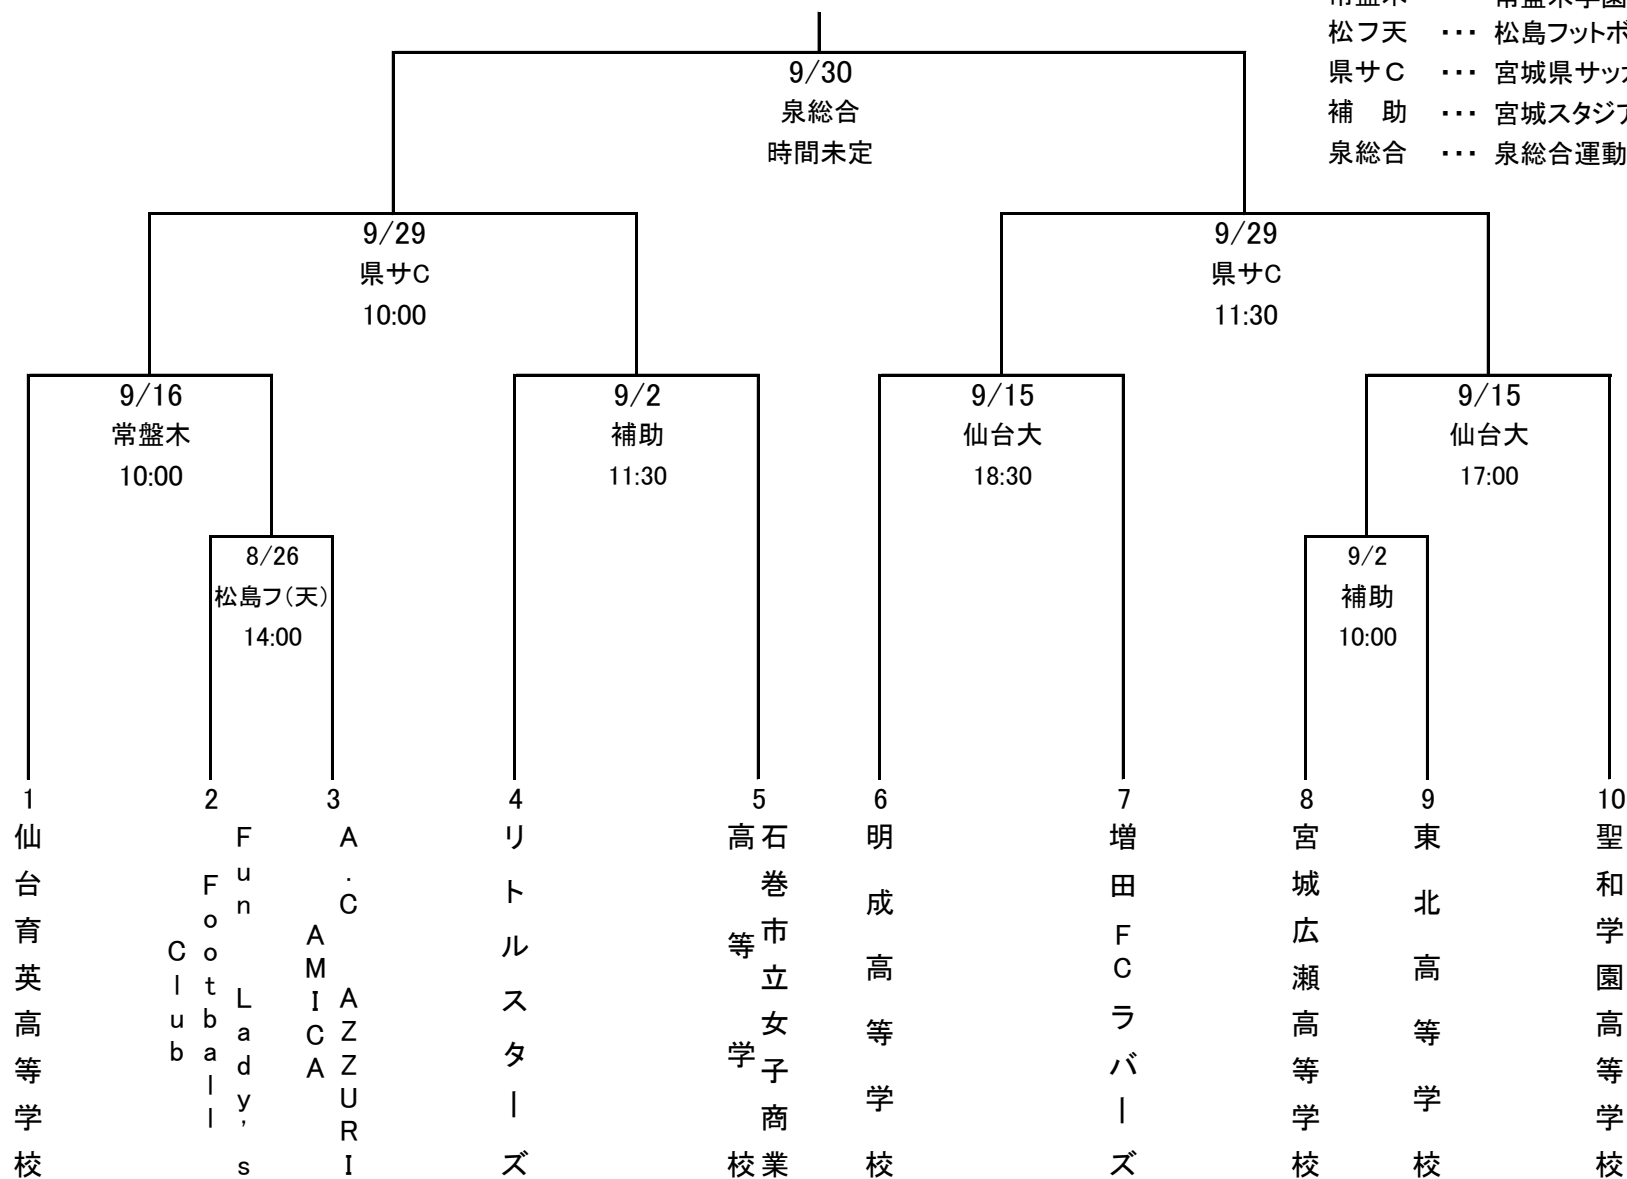 松フ天 ・・・ 松島フットボ
県サC ・・・ 宮城県サッカ
補　助 ・・・ 宮城スタジア
泉総合 ・・・ 泉総合運動
9/30
泉総合
時間未定
9/29
県サC
10:00
9/29
県サC
11:30
9/16
常盤木
10:00
9/2
補助
11:30
9/15
仙台大
18:30
9/15
仙台大
17:00
8/26
松島フ(天)
14:00
9/2
補助
10:00
1
仙台育英高等学校
2
Fun Lady's
Football
Club
3
A.C AZZURI
AMICA
4
リトルスターズ
5
石巻市立女子商業
高等学校
6
明成高等学校
7
増田FCラバーズ
8
宮城広瀬高等学校
9
東北高等学校
10
聖和学園高等学校